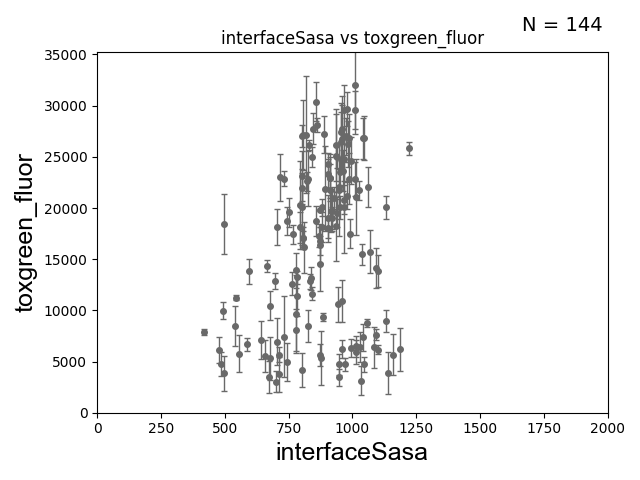 N = 144
interfaceSasa vs toxgreen_fluor
35000
30000
25000
20000
15000
10000
5000
0
toxgreen_fluor
0 250 500 750 1000 1250 1500 1750 2000
interfaceSasa